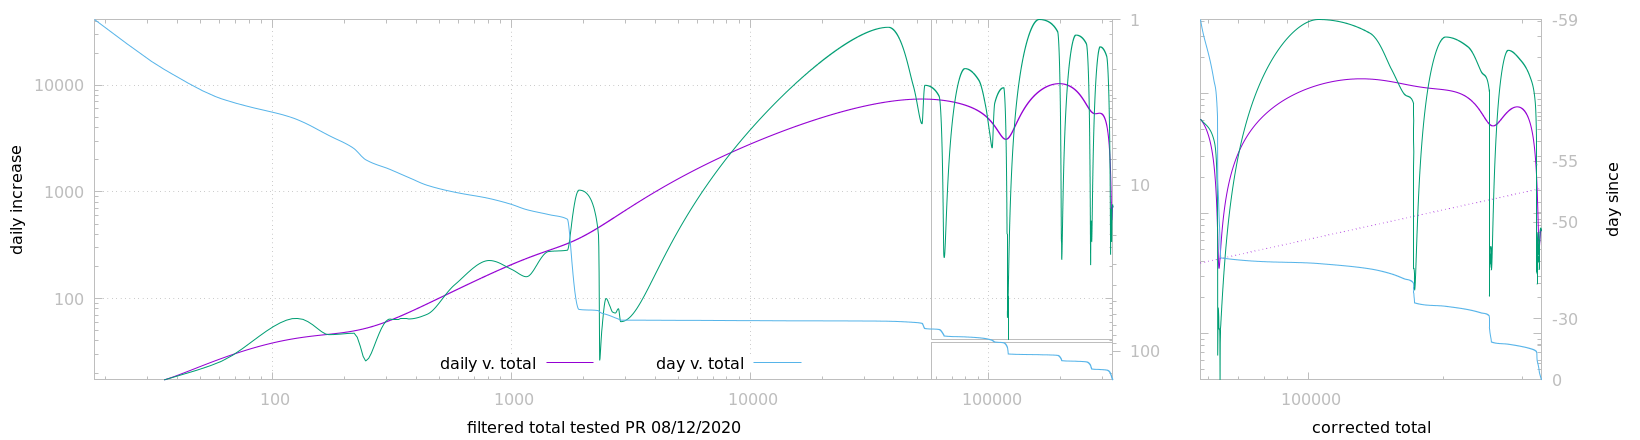 1
-59
10000
daily increase
-55
1000
10
-50
day since
100
-30
daily v. total
day v. total
100
0
100
1000
10000
100000
100000
filtered total tested PR 08/12/2020
corrected total